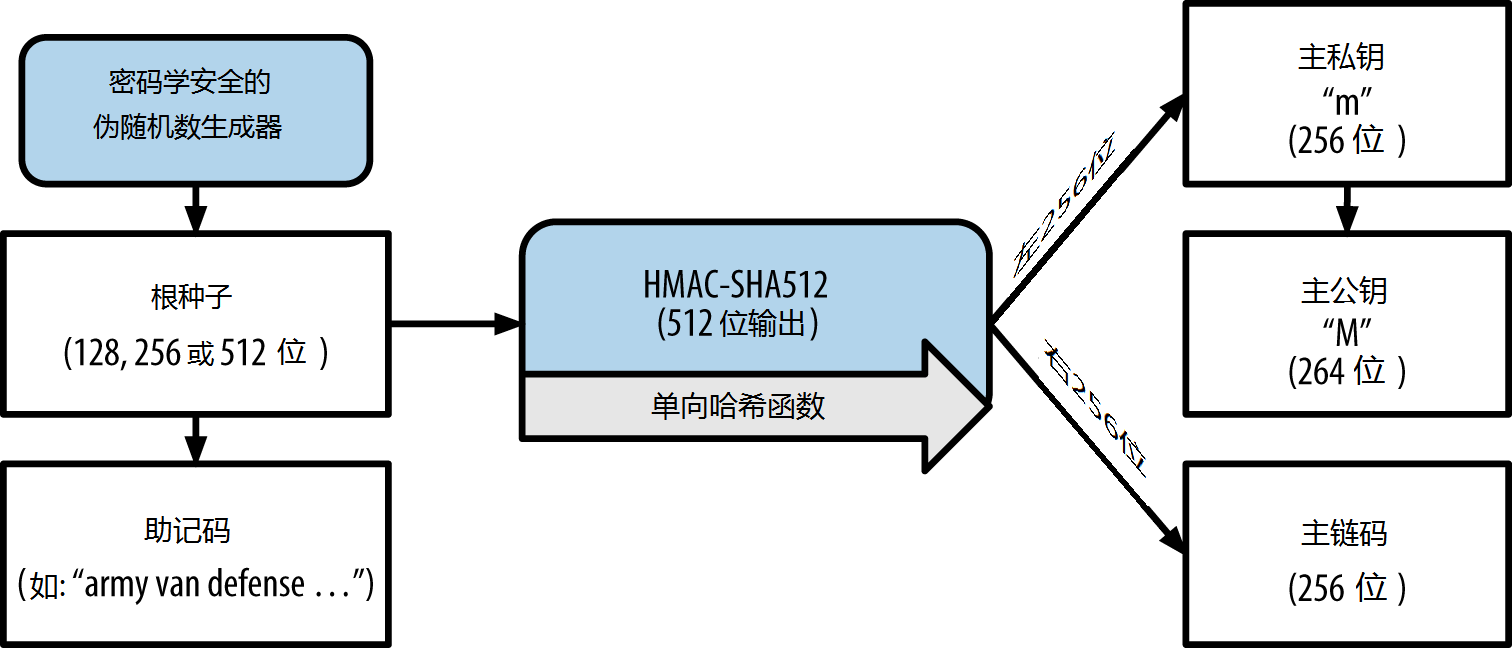 密码学安全的
伪随机数生成器
根种子
(128, 256 或 512 位 )
助记码
(如: “army van defense …”)
HMAC-SHA512
(512 位输出)
单向哈希函数
左256位
右256位
主私钥
“m”
(256 位 )
主公钥
“M”
(264 位 )
主链码
(256 位 )